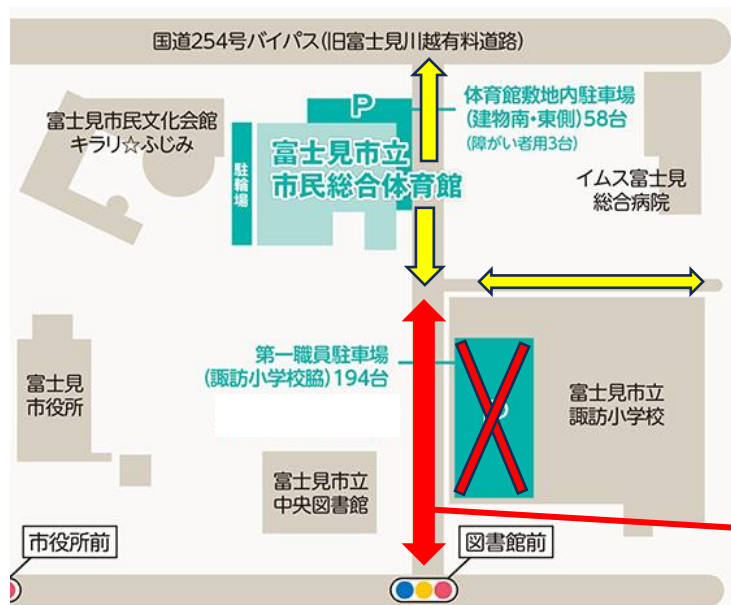 国道254号バイパス(旧富士見川越有料道路)
富士見市民文化会館
キラリ☆ふじみ
P
体育館敷地内駐車場
(建物南・東側)58台
(障がい者用3台)
駐輪場
富士見市立
市民総合体育館
イムス富士見
総合病院
第一職員駐車場
(諏訪小学校脇)194台
富士見
市役所
富士見市立
諏訪小学校
富士見市立
中央図書館
市役所前
図書館前